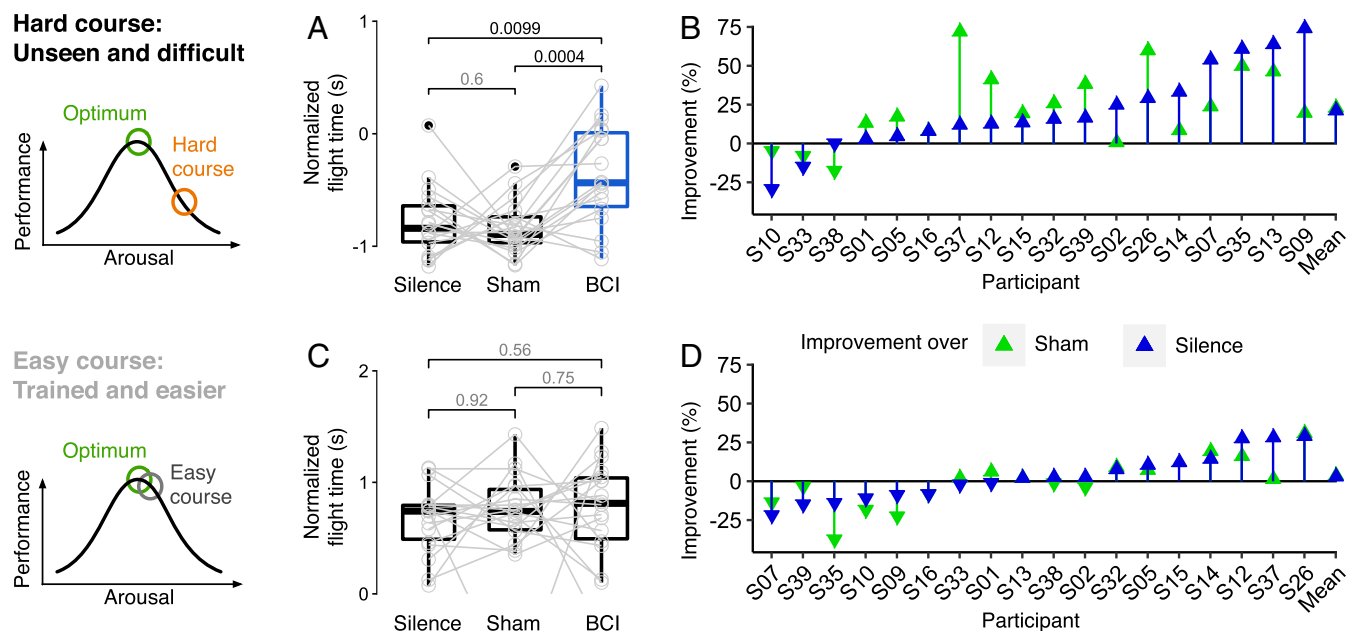 Hard course:
Unseen and difficult
Optimum
Hard
course
Performance
Arousal
A
Normalized
flight time (s)
1
0
-1
0.0099
0.0004
0.6
Silence Sham BCI
B
Improvement (%)
75
50
25
0
-25
S10 S33 S38 S01 S05 S16 S37 S12 S15 S32 S39 S02 S26 S14 S07 S35 S13 S09 Mean
Participant
Easy course:
Trained and easier
Optimum
Easy
course
Performance
Arousal
C
Normalized
flight time (s)
2
1
0
0.56
0.75
0.92
Silence Sham BCI
Improvement over Sham Silence
D
Improvement (%)
75
50
25
0
-25
S07 S39 S35 S10 S09 S16 S33 S01 S13 S38 S02 S32 S05 S15 S14 S12 S37 S26 Mean
Participant